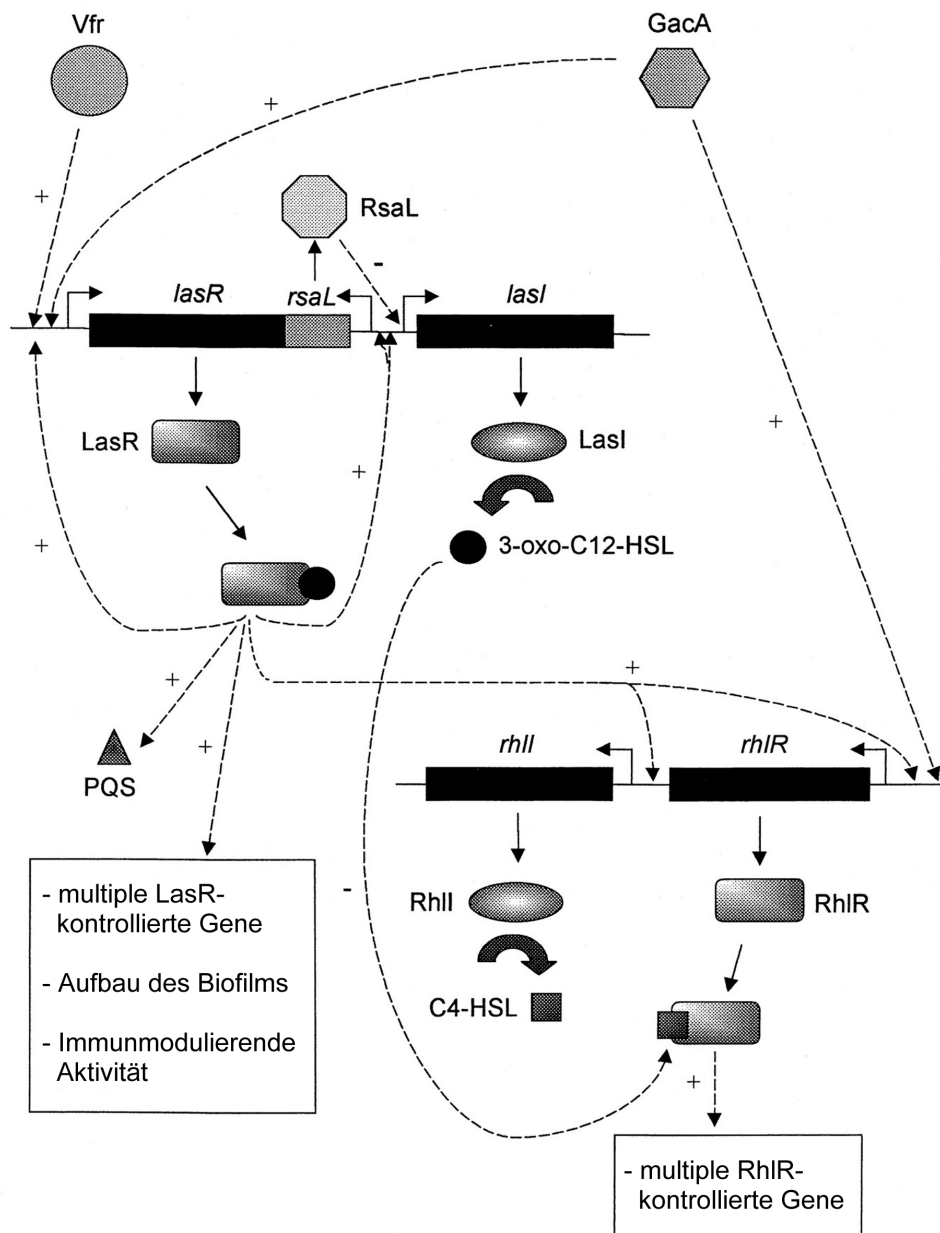 Vfr
GacA
+
+
RsaL
-
lasR
rsaL
lasI
LasR
LasI
+
+
+
3-oxo-C12-HSL
+
+
+
PQS
rhlI
rhlR
- multiple LasR-
kontrollierte Gene
- Aufbau des Biofilms
- Immunmodulierende
Aktivität
-
RhlI
RhlR
C4-HSL
+
- multiple RhlR-
kontrollierte Gene